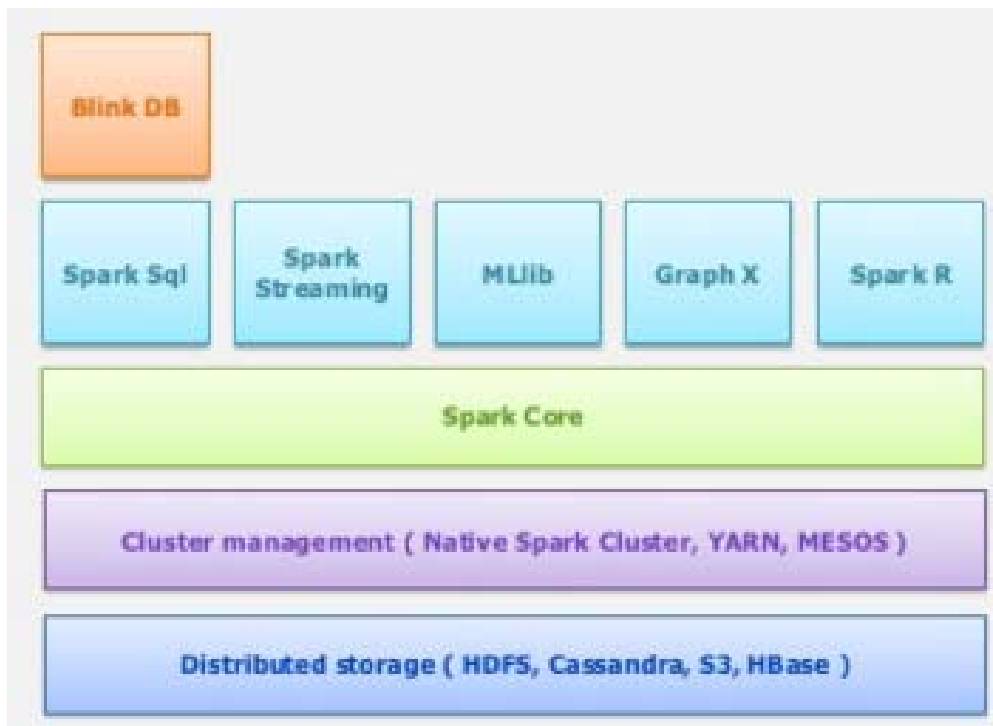 Blink DB
Spark Sql
Spark
Streaming
MLlib
Graph X
Spark R
Spark Core
Cluster management ( Native Spark Cluster, YARN, MESOS )
Distributed storage ( HDFS, Cassandra, S3, HBase )